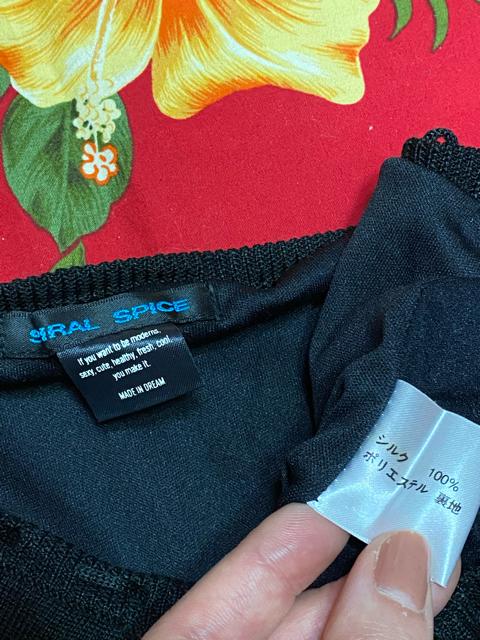 SPIRAL SPICE
If you want to be moderns,
sexy, cute, healthy, fresh, cool
you make it.
MADE IN DREAM
シルク 100%
ポリエステル 裏地